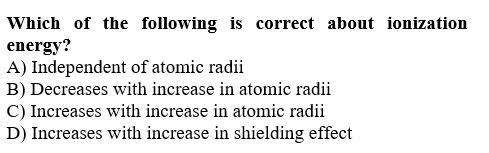 Which of the following is correct about ionization
energy?
A) Independent of atomic radii
B) Decreases with increase in atomic radii
C) Increases with increase in atomic radii
D) Increases with increase in shielding effect